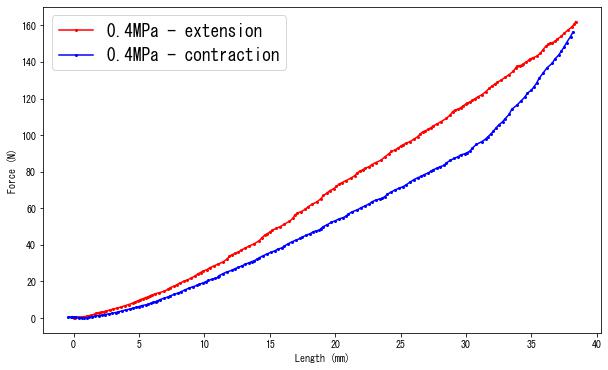 0.4MPa - extension
0.4MPa - contraction
160
140
120
100
80
60
40
20
0
Force (N)
0 5 10 15 20 25 30 35 40
Length (mm)